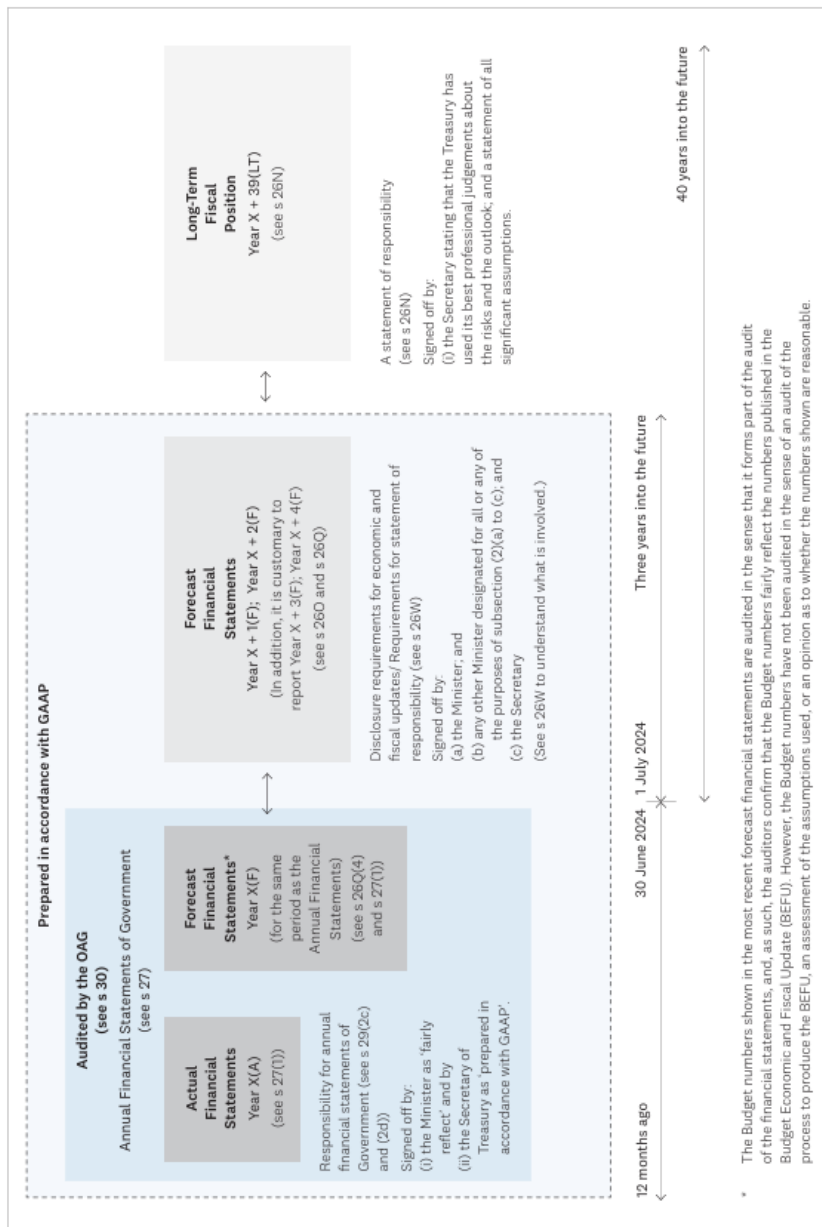 Prepared in accordance with GAAP
Audited by the OAG
(see s 30)
Annual Financial Statements of Government
(see s 27)
Actual
Financial
Statements
Year X(A)
(see s 27(1))
Responsibility for annual
financial statements of
Government (see s 29(2c)
and (2d))
Signed off by:
(i) the Minister as 'fairly
reflect' and by
(ii) the Secretary of
Treasury as 'prepared in
accordance with GAAP'.
Forecast
Financial
Statements*
Year X(F)
(for the same
period as the
Annual Financial
Statements)
(see s 26Q(4)
and s 27(1))
Forecast
Financial
Statements
Year X + 1(F); Year X + 2(F)
(In addition, it is customary to
report Year X + 3(F); Year X + 4(F)
(see s 26O and s 26Q)
Disclosure requirements for economic and
fiscal updates/ Requirements for statement of
responsibility (see s 26W)
Signed off by:
(a) the Minister; and
(b) any other Minister designated for all or any of
the purposes of subsection (2)(a) to (c); and
(c) the Secretary
(See s 26W to understand what is involved.)
Long-Term
Fiscal
Position
Year X + 39(LT)
(see s 26N)
A statement of responsibility
(see s 26N)
Signed off by:
(i) the Secretary stating that the Treasury has
used its best professional judgements about
the risks and the outlook; and a statement of all
significant assumptions.
12 months ago
30 June 2024
1 July 2024
Three years into the future
40 years into the future
* The Budget numbers shown in the most recent forecast financial statements are audited in the sense that it forms part of the audit
of the financial statements, and, as such, the auditors confirm that the Budget numbers fairly reflect the numbers published in the
Budget Economic and Fiscal Update (BEFU). However, the Budget numbers have not been audited in the sense of an audit of the
process to produce the BEFU, an assessment of the assumptions used, or an opinion as to whether the numbers shown are reasonable.